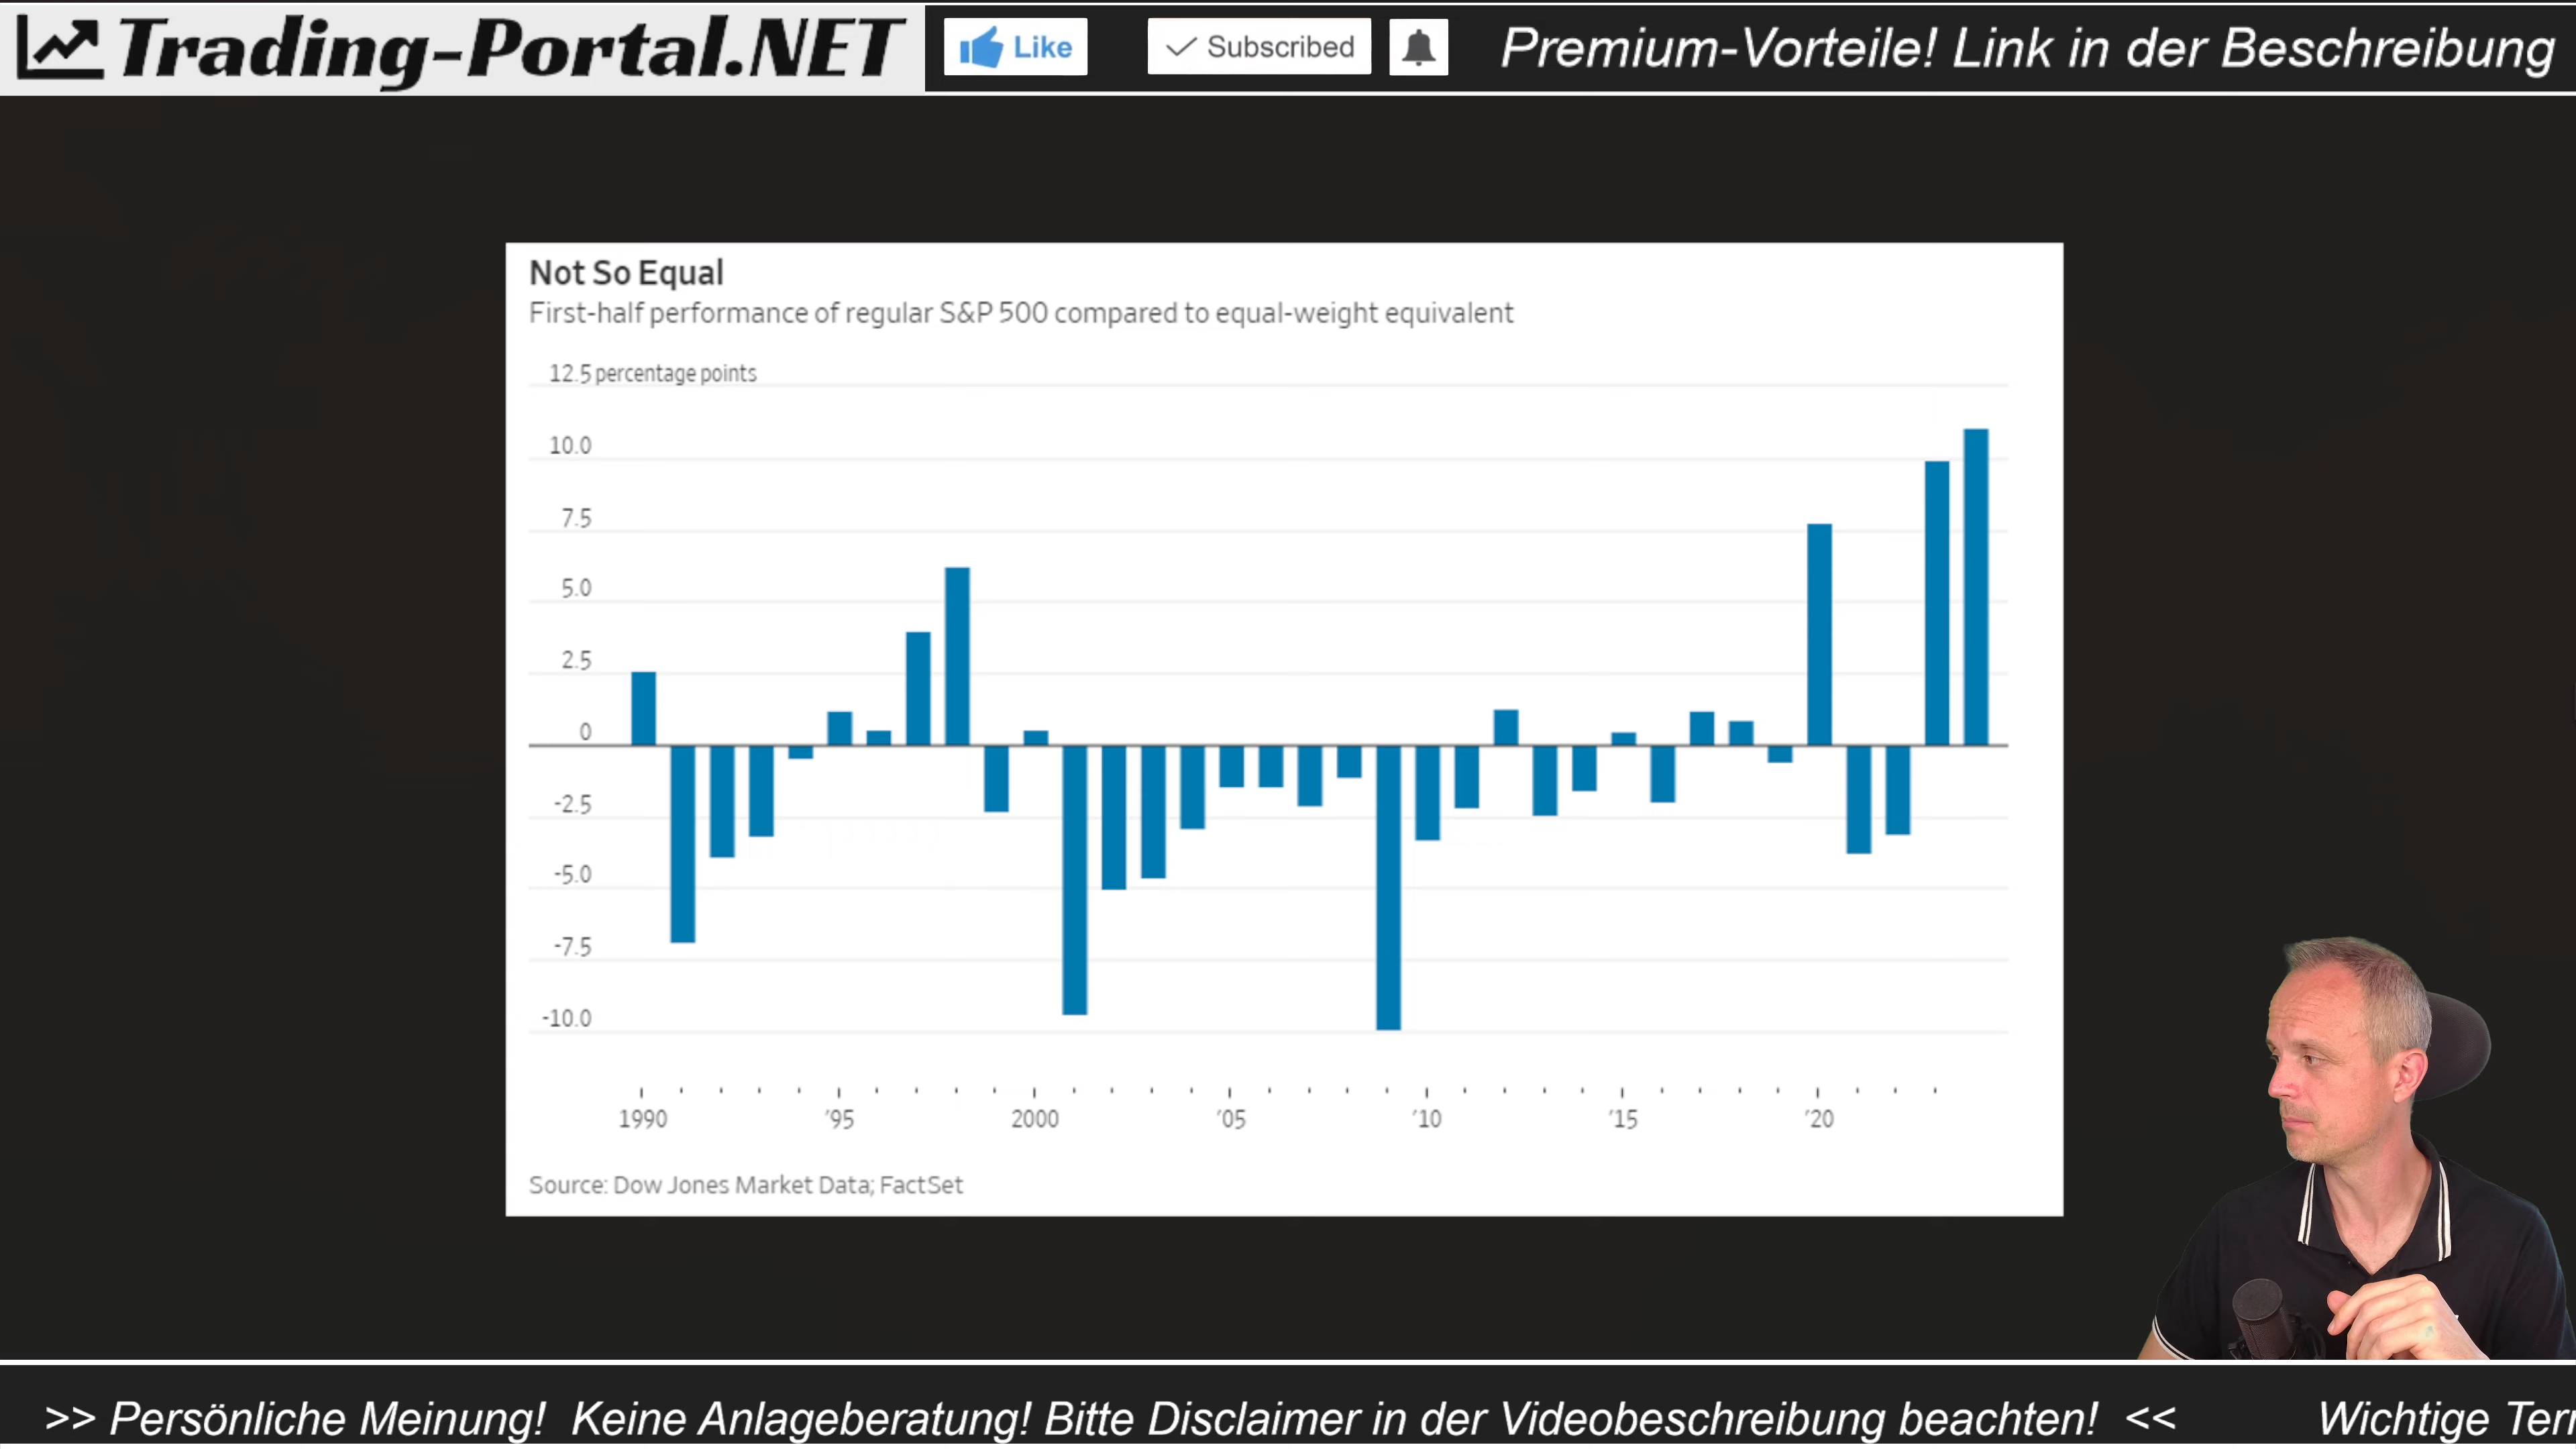 Trading-Portal.NET
Like
Subscribed
Premium-Vorteile! Link in der Beschreibung
Not So Equal
First-half performance of regular S&P 500 compared to equal-weight equivalent
12.5 percentage points
10.0
7.5
5.0
2.5
0
-2.5
-5.0
-7.5
-10.0
1990 '95 2000 '05 '10 '15 '20
Source: Dow Jones Market Data; FactSet
>> Persönliche Meinung! Keine Anlageberatung! Bitte Disclaimer in der Videobeschreibung beachten! << Wichtige